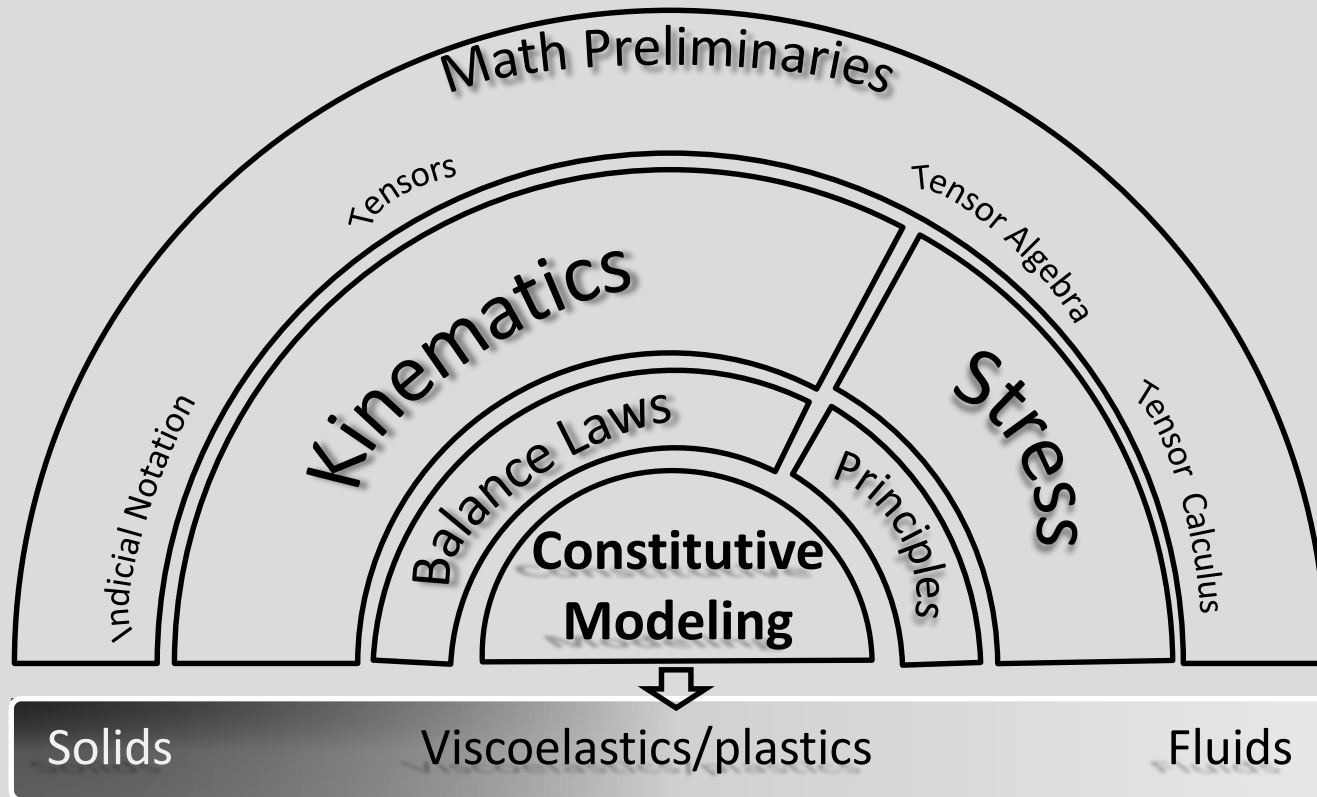 Math Preliminaries
Indicial Notation
Tensors
Tensor Algebra
Tensor Calculus
Kinematics
Stress
Balance Laws
Principles
Constitutive
Modeling
Solids
Viscoelastics/plastics
Fluids